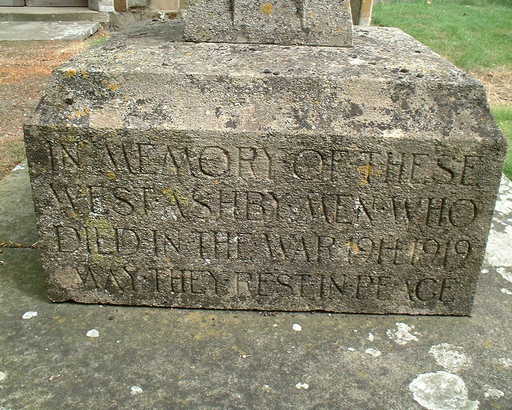 IN MEMORY OF THESE
WEST ASHBY MEN WHO
DIED IN THE WAR 1914 1919
MAY THEY REST IN PEACE